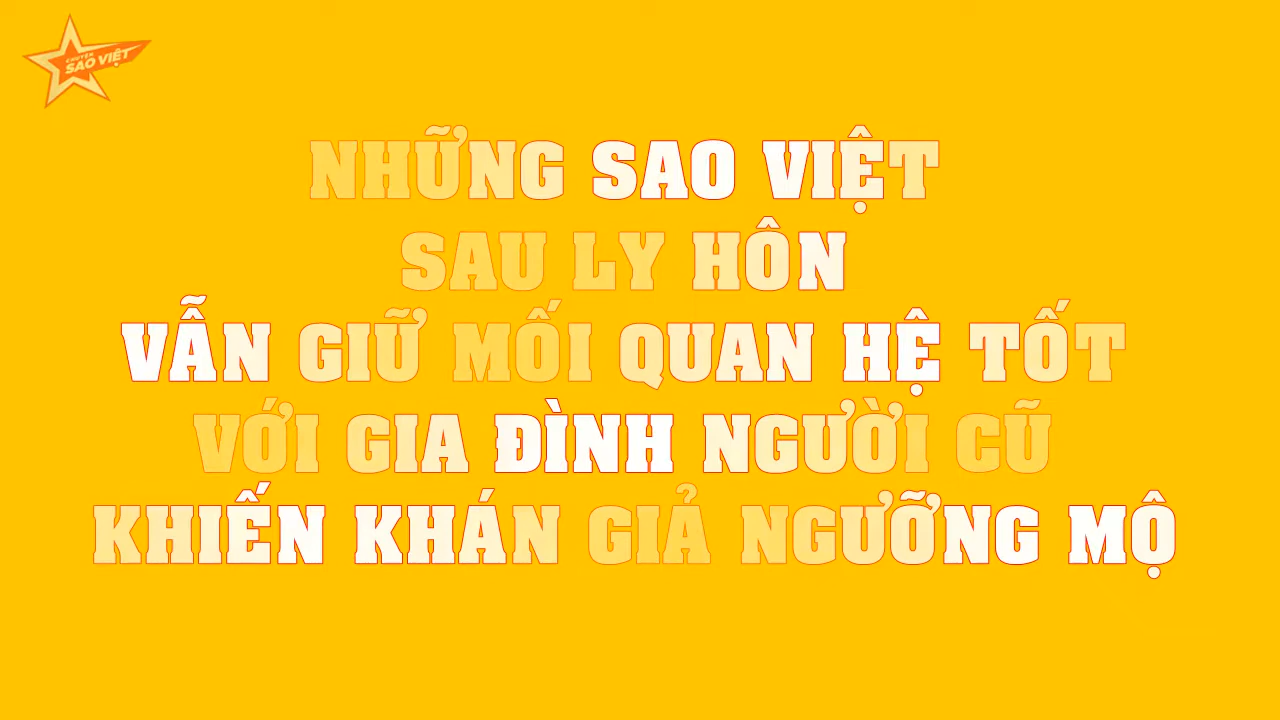 CHUYỆN
SAO VIỆT
NHỮNG SAO VIỆT
SAU LY HÔN
VẪN GIỮ MỐI QUAN HỆ TỐT
VỚI GIA ĐÌNH NGƯỜI CŨ
KHIẾN KHÁN GIẢ NGƯỠNG MỘ